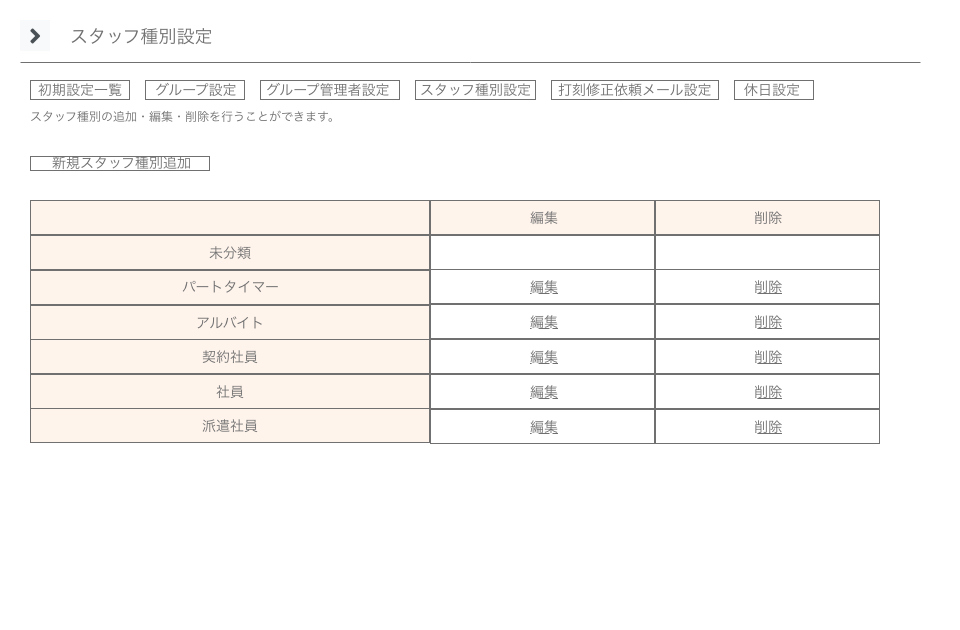 スタッフ種別設定
初期設定一覧 グループ設定 グループ管理者設定 スタッフ種別設定 打刻修正依頼メール設定 休日設定
スタッフ種別の追加・編集・削除を行うことができます。
新規スタッフ種別追加
編集 削除
未分類
パートタイマー 編集 削除
アルバイト 編集 削除
契約社員 編集 削除
社員 編集 削除
派遣社員 編集 削除